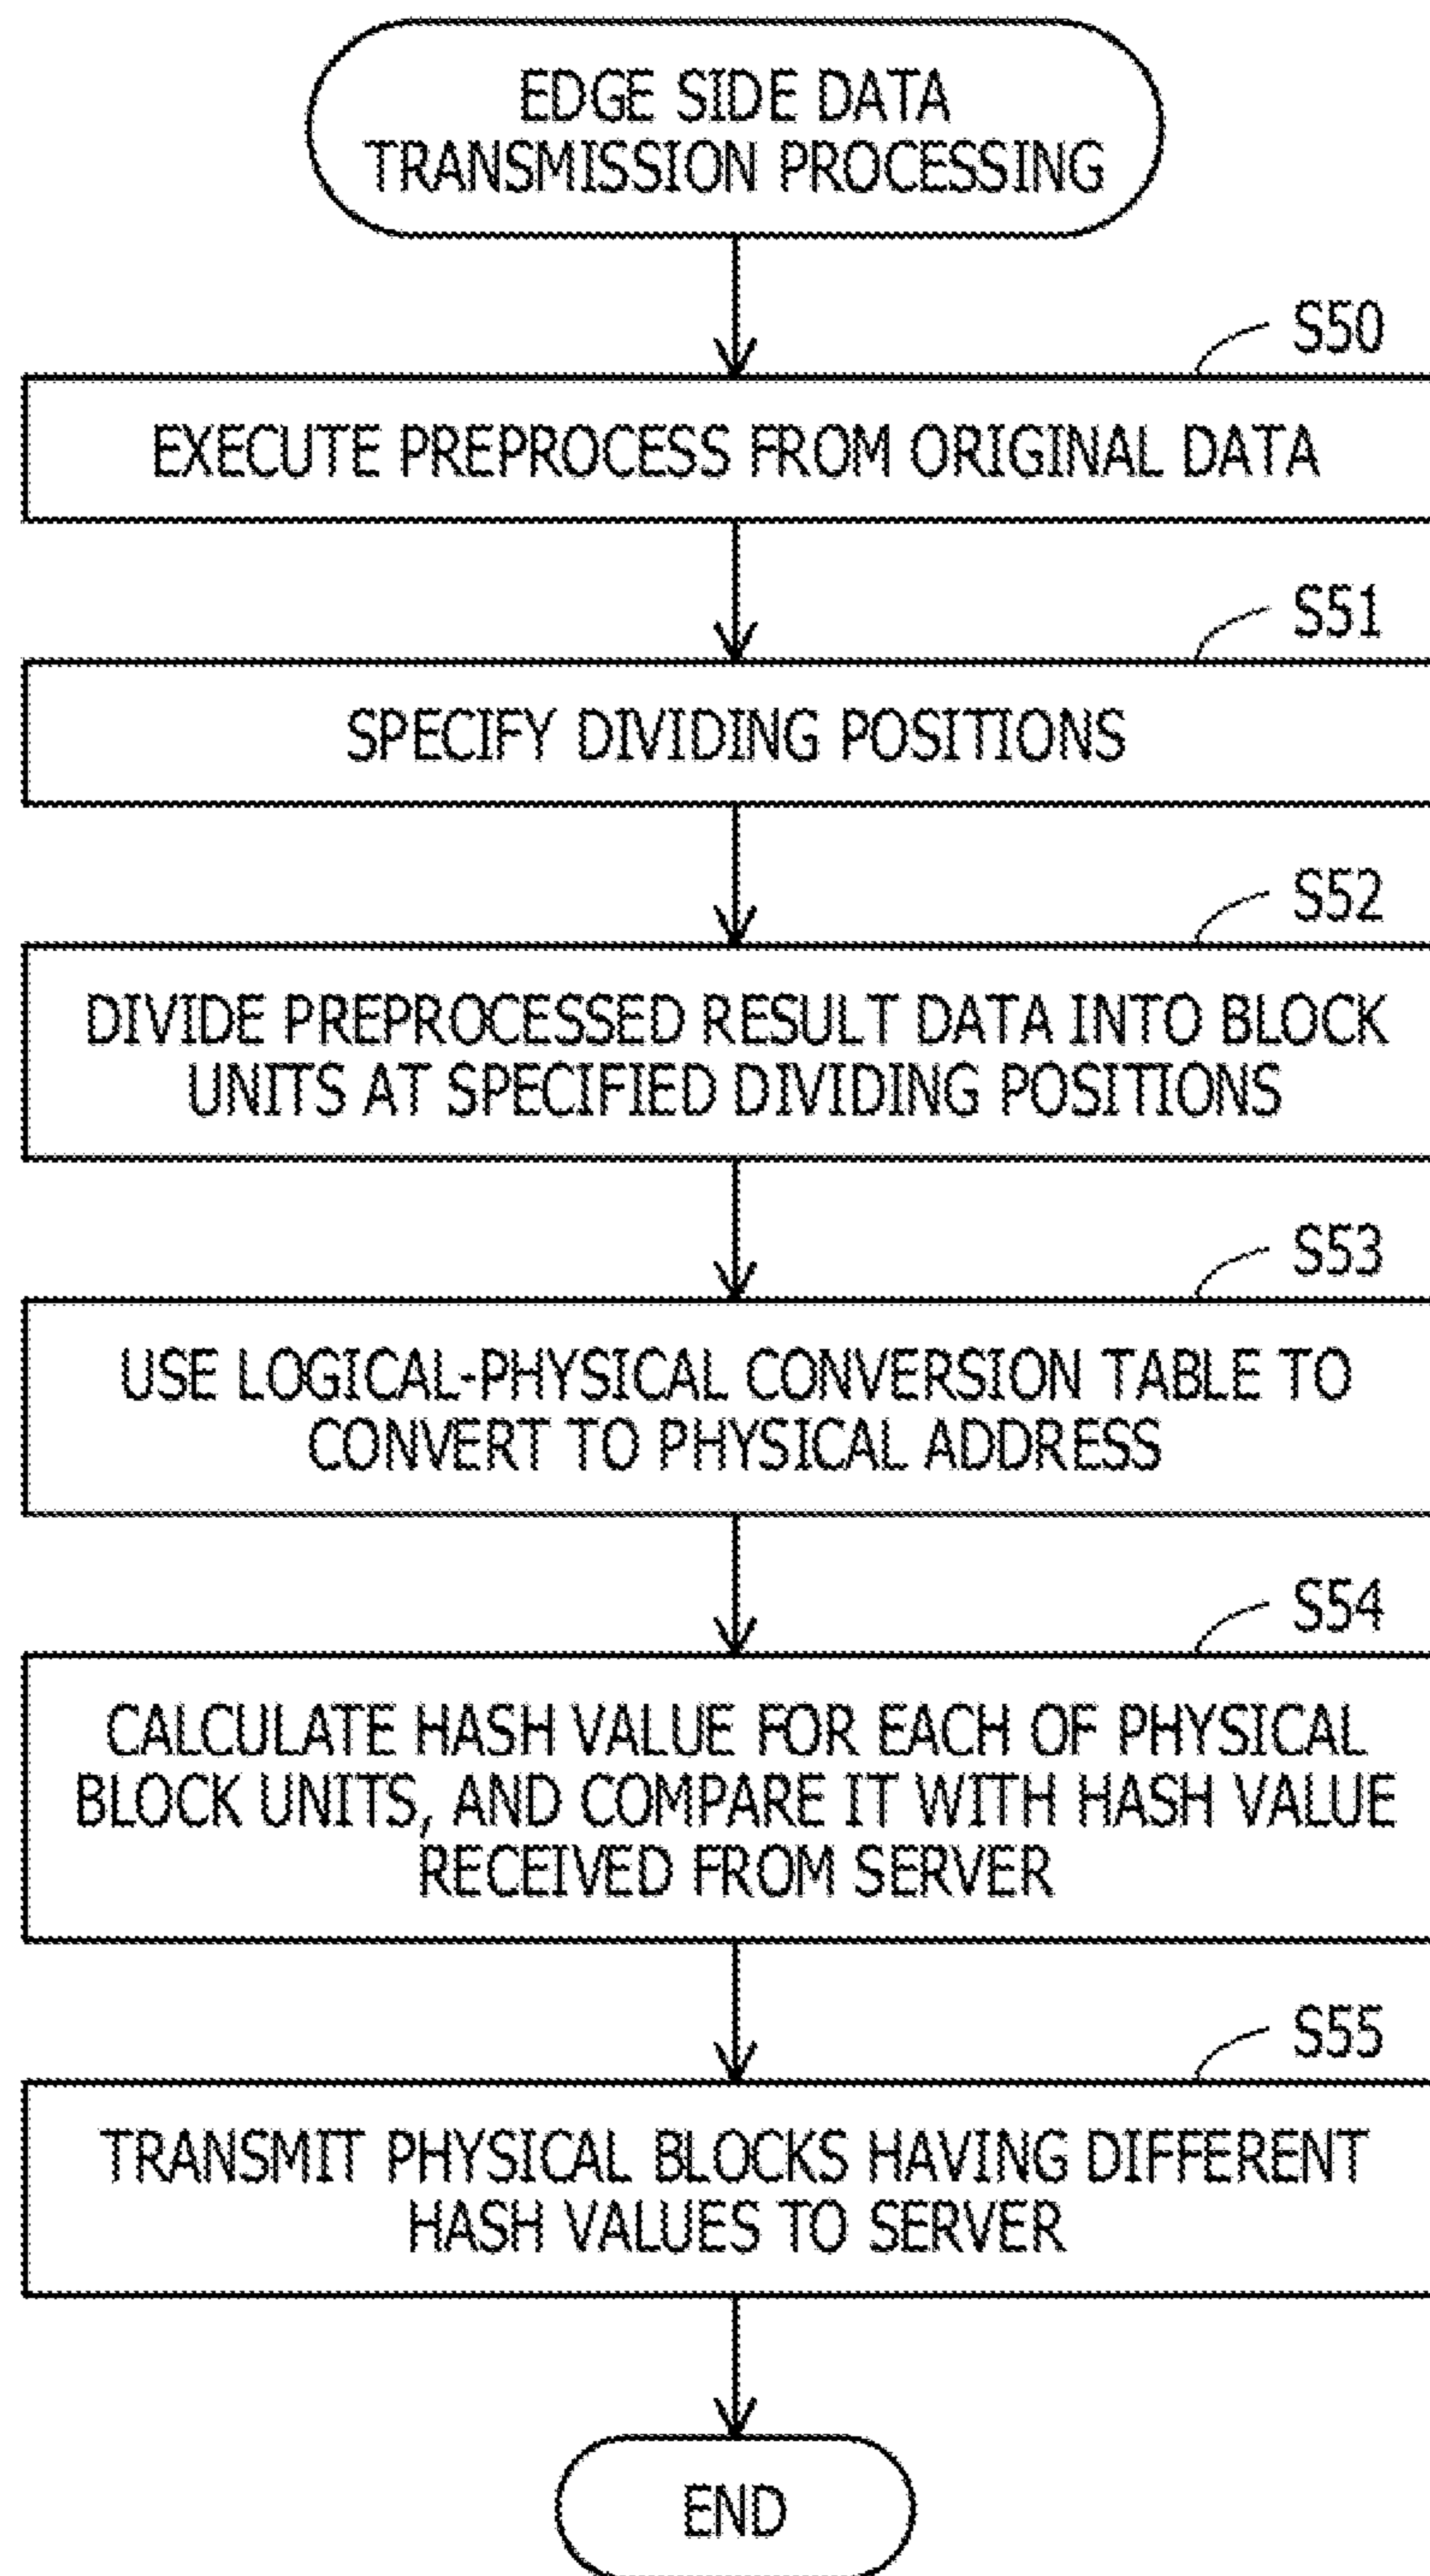 EDGE SIDE DATA
TRANSMISSION PROCESSING
S50
EXECUTE PREPROCESS FROM ORIGINAL DATA
S51
SPECIFY DIVIDING POSITIONS
S52
DIVIDE PREPROCESSED RESULT DATA INTO BLOCK
UNITS AT SPECIFIED DIVIDING POSITIONS
S53
USE LOGICAL-PHYSICAL CONVERSION TABLE TO
CONVERT TO PHYSICAL ADDRESS
S54
CALCULATE HASH VALUE FOR EACH OF PHYSICAL
BLOCK UNITS, AND COMPARE IT WITH HASH VALUE
RECEIVED FROM SERVER
S55
TRANSMIT PHYSICAL BLOCKS HAVING DIFFERENT
HASH VALUES TO SERVER
END